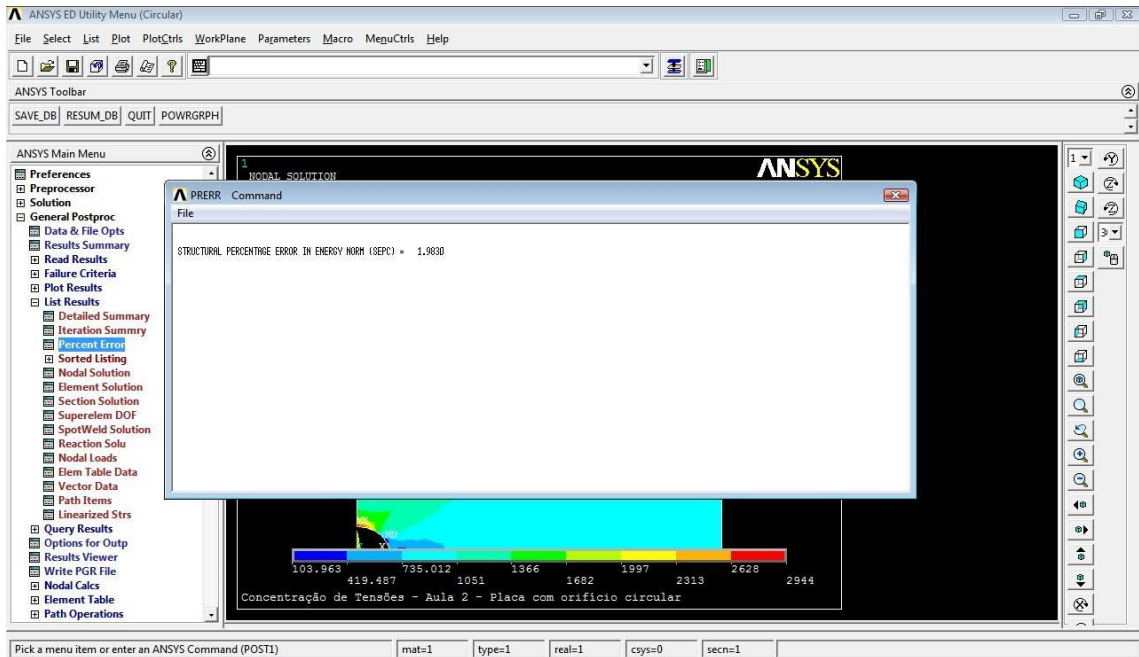 ANSYS ED Utility Menu (Circular)
File Select List Plot PlotCtrls WorkPlane Parameters Macro MenuCtrls Help
ANSYS Toolbar
SAVE_DB RESUM_DB QUIT POWRGRPH
ANSYS Main Menu
Preferences
Preprocessor
Solution
General Postproc
Data & File Opts
Results Summary
Read Results
Failure Criteria
Plot Results
List Results
Detailed Summary
Iteration Summry
Percent Error
Sorted Listing
Nodal Solution
Element Solution
Section Solution
Superelem DOF
SpotWeld Solution
Reaction Solu
Nodal Loads
Elem Table Data
Vector Data
Path Items
Linearized Strs
Query Results
Options for Outp
Results Viewer
Write PGR File
Nodal Calcs
Element Table
Path Operations
1
NODAL SOLUTION
ANSYS
PRERR Command
File
STRUCTURAL PERCENTAGE ERROR IN ENERGY NORM (SEPC) = 1.9830
MN
X
103.963 735.012 1366 1997 2628
419.487 1051 1682 2313 2944
Concentração de Tensões - Aula 2 - Placa com orifício circular
1
3
Pick a menu item or enter an ANSYS Command (POST1) mat=1 type=1 real=1 csys=0 secn=1